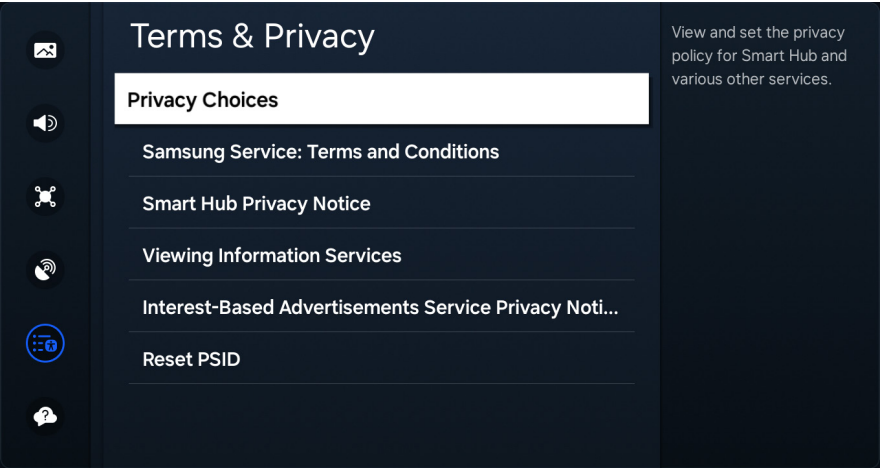 Terms & Privacy
Privacy Choices
Samsung Service: Terms and Conditions
Smart Hub Privacy Notice
Viewing Information Services
Interest-Based Advertisements Service Privacy Noti...
Reset PSID
View and set the privacy
policy for Smart Hub and
various other services.